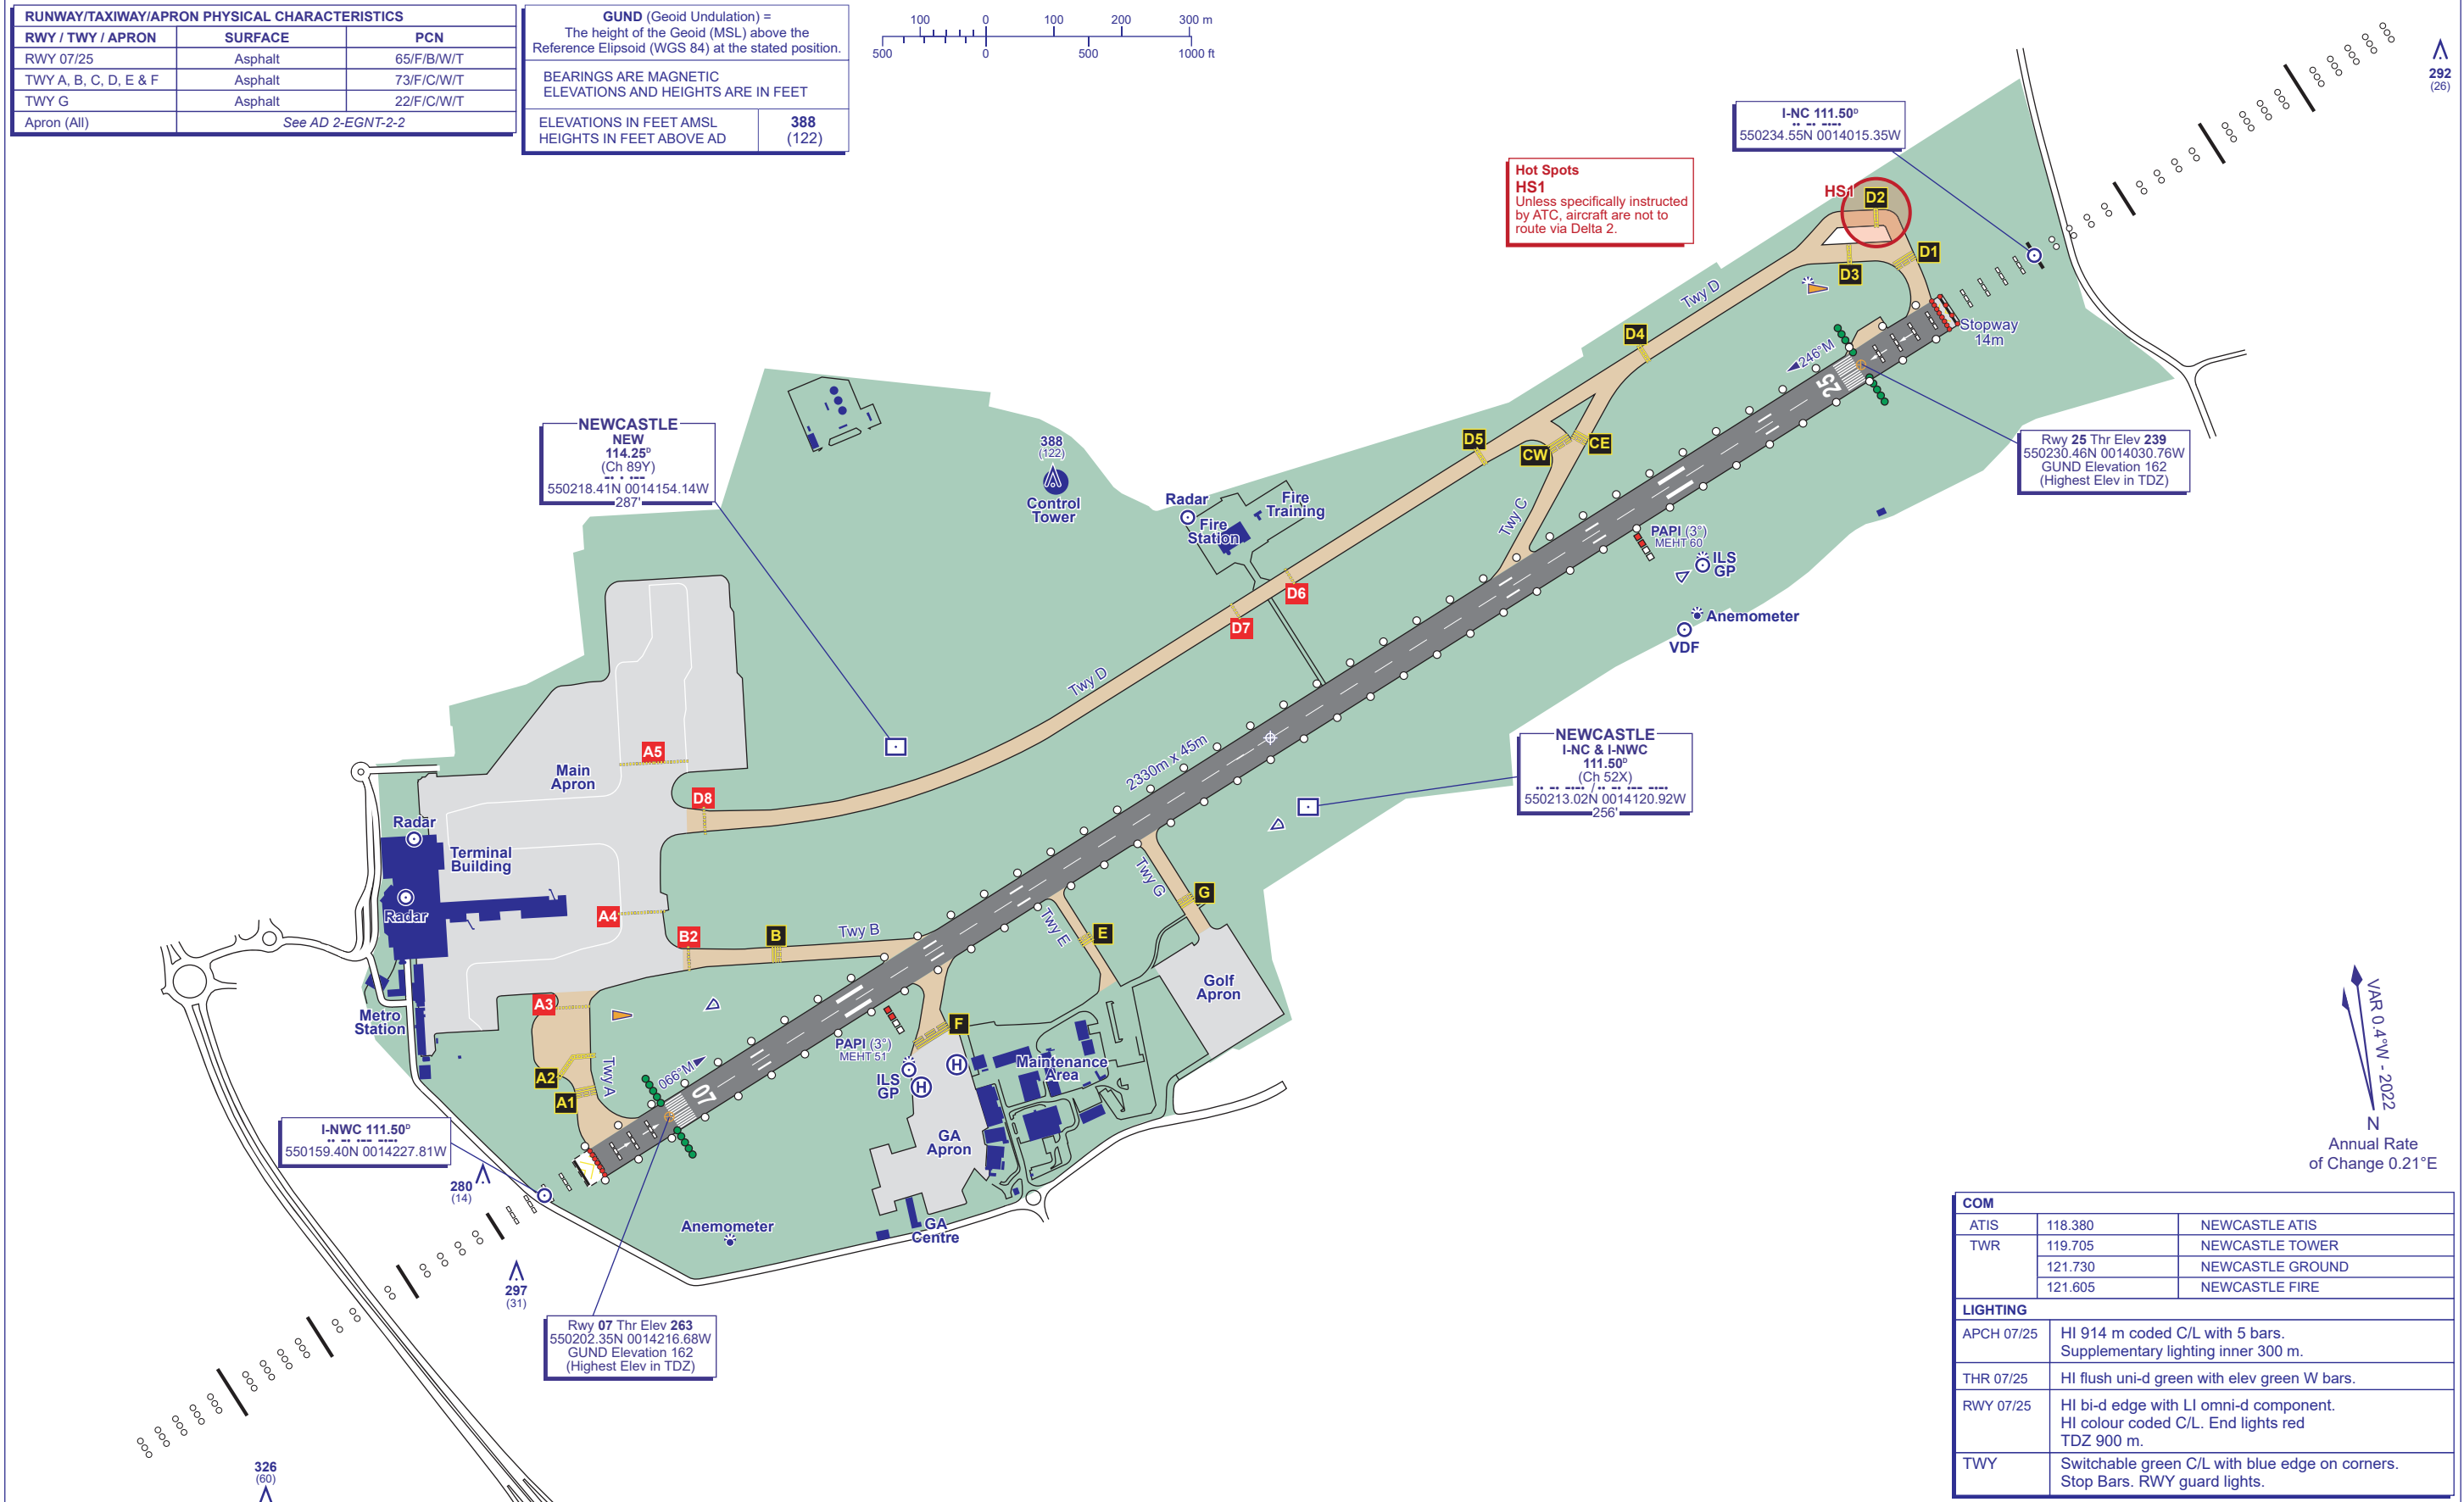 RUNWAY/TAXIWAY/APRON PHYSICAL CHARACTERISTICS
RWY / TWY / APRON SURFACE PCN
RWY 07/25 Asphalt 65/F/B/W/T
TWY A, B, C, D, E & F Asphalt 73/F/C/W/T
TWY G Asphalt 22/F/C/W/T
Apron (All) See AD 2-EGNT-2-2
GUND (Geoid Undulation) =
The height of the Geoid (MSL) above the
Reference Elipsoid (WGS 84) at the stated position.
BEARINGS ARE MAGNETIC
ELEVATIONS AND HEIGHTS ARE IN FEET
ELEVATIONS IN FEET AMSL 388
HEIGHTS IN FEET ABOVE AD (122)
100 0 100 200 300 m
500 0 500 1000 ft
292
(26)
I-NC 111.50º
550234.55N 0014015.35W
Hot Spots
HS1
Unless specifically instructed
by ATC, aircraft are not to
route via Delta 2.
HS1
D2
D1
D3
Twy D
D4
Stopway
14m
246°M
25
NEWCASTLE
NEW
114.25º
(Ch 89Y)
550218.41N 0014154.14W
287'
388
(122)
Control
Tower
D5
CW
CE
Rwy 25 Thr Elev 239
550230.46N 0014030.76W
GUND Elevation 162
(Highest Elev in TDZ)
Radar
Fire
Station
Fire
Training
Twy C
PAPI (3°)
MEHT 60
ILS
GP
D6
D7
Anemometer
VDF
Twy D
2330m x 45m
NEWCASTLE
I-NC & I-NWC
111.50º
(Ch 52X)
550213.02N 0014120.92W
256'
A5
Main
Apron
D8
Radar
Terminal
Building
Radar
A4
B2
B
Twy B
Twy G
G
Twy E
E
Golf
Apron
Metro
Station
A3
A2
A1
Twy A
066°M
07
PAPI (3°)
MEHT 51
ILS
GP
F
H
H
Maintenance
Area
GA
Apron
GA
Centre
I-NWC 111.50º
550159.40N 0014227.81W
280
(14)
297
(31)
Anemometer
Rwy 07 Thr Elev 263
550202.35N 0014216.68W
GUND Elevation 162
(Highest Elev in TDZ)
326
(60)
VAR 0.4°W - 2022
N
Annual Rate
of Change 0.21°E
COM
ATIS 118.380 NEWCASTLE ATIS
TWR 119.705 NEWCASTLE TOWER
121.730 NEWCASTLE GROUND
121.605 NEWCASTLE FIRE
LIGHTING
APCH 07/25 HI 914 m coded C/L with 5 bars.
Supplementary lighting inner 300 m.
THR 07/25 HI flush uni-d green with elev green W bars.
RWY 07/25 HI bi-d edge with LI omni-d component.
HI colour coded C/L. End lights red
TDZ 900 m.
TWY Switchable green C/L with blue edge on corners.
Stop Bars. RWY guard lights.